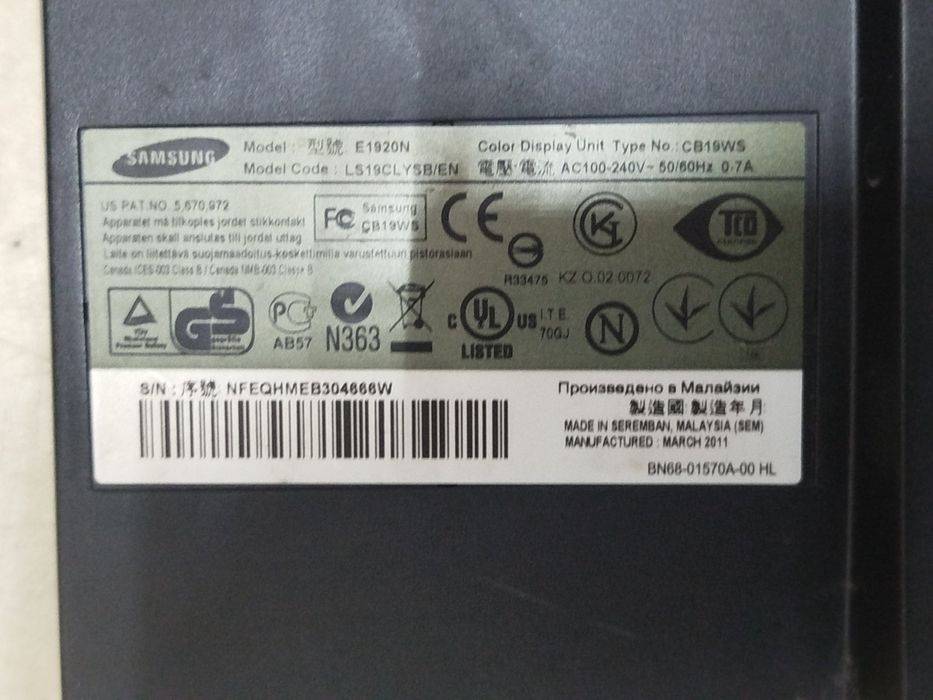 SAMSUNG
Model : 型號 E1920N
Model Code : LS19CLYSB/EN
Color Display Unit Type No.: CB19WS
電壓·電流 AC100-240V~ 50/60Hz 0.7A
US PAT.NO. 5,670,972
Apparatet må tilkoples jordet stikkontakt
Apparaten skall anslutas till jordat uttag
Laite on liitettävä suojamaadoitus-koskettimilla varustettuun pistorasiaan
Canada ICES-003 Class B / Canada NMB-003 Classe B
FC Samsung
CB19WS
CE
R33475
KZ.O.02.0072
TCO
TÜV
GS
geprüfte
PC
AB57
N363
C UL US
LISTED
I.T.E.
70GJ
N
S/N : 序號 NFEQHMEB304666W
Произведено в Малайзии
製造國 製造年月:
MADE IN SEREMBAN, MALAYSIA (SEM)
MANUFACTURED : MARCH 2011
BN68-01570A-00 HL